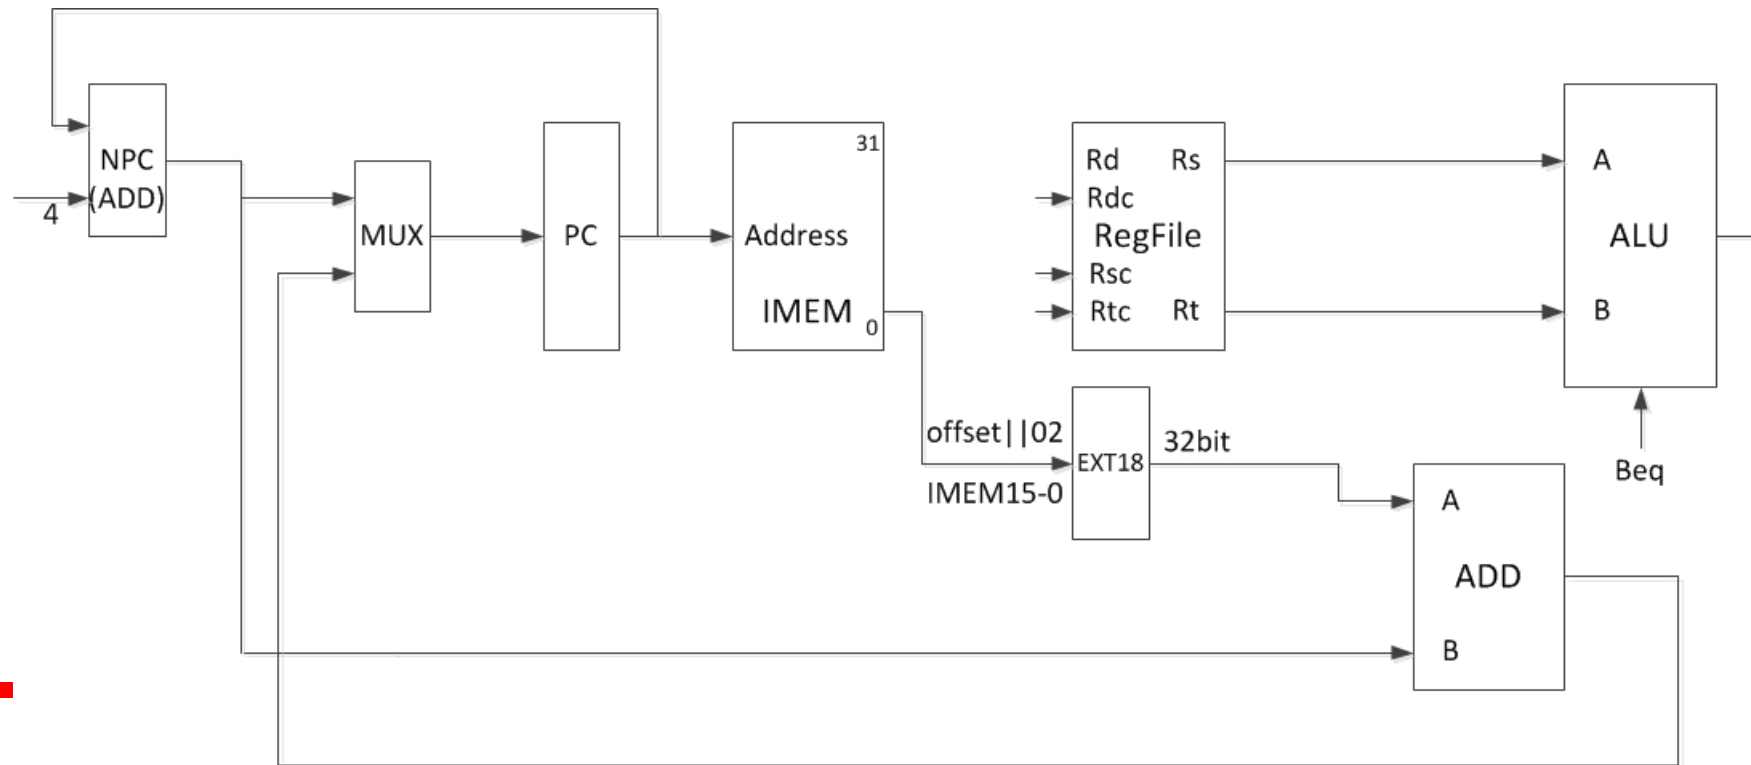 NPC
(ADD)
4
MUX
PC
31
Address
IMEM
0
Rd Rs
Rdc
RegFile
Rsc
Rtc Rt
A
ALU
B
offset||02
IMEM15-0
EXT18
32bit
Beq
A
ADD
B